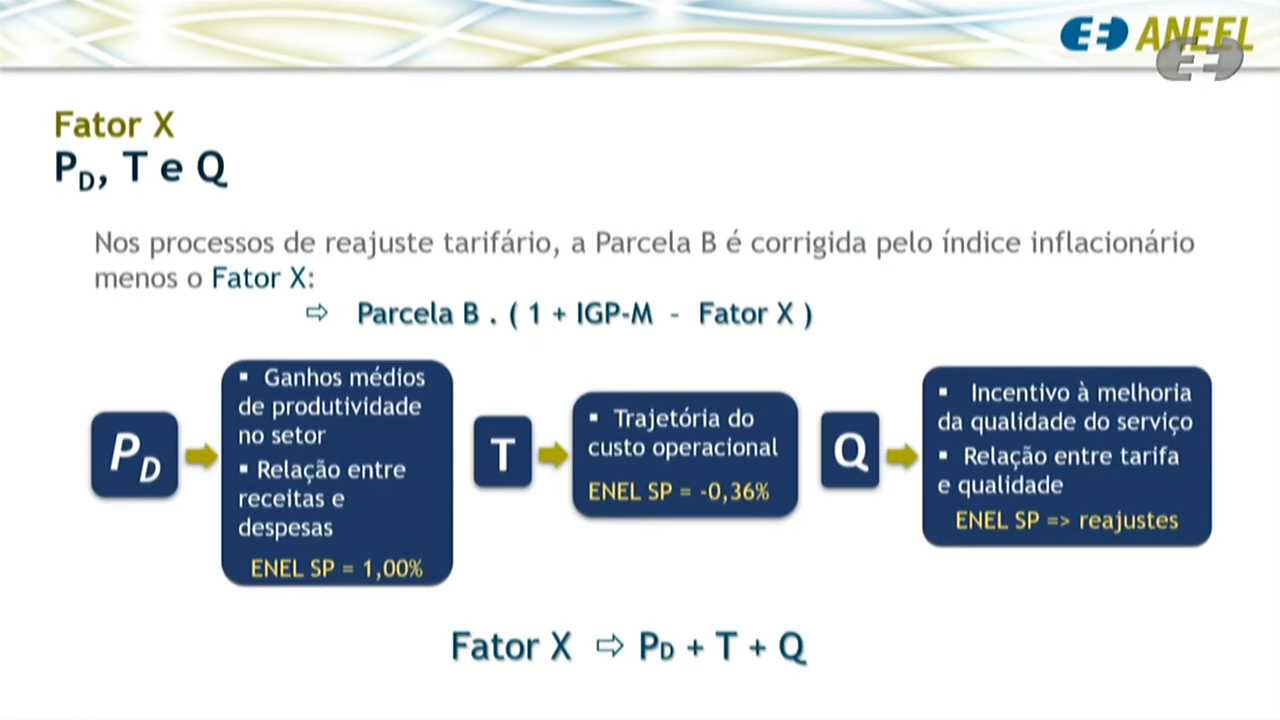 ANEEL
Fator X
PD, T e Q
Nos processos de reajuste tarifário, a Parcela B é corrigida pelo índice inflacionário
menos o Fator X:
⇨ Parcela B . ( 1 + IGP-M - Fator X )
PD
▪ Ganhos médios
de produtividade
no setor
▪ Relação entre
receitas e
despesas
ENEL SP = 1,00%
T
▪ Trajetória do
custo operacional
ENEL SP = -0,36%
Q
▪ Incentivo à melhoria
da qualidade do serviço
▪ Relação entre tarifa
e qualidade
ENEL SP => reajustes
Fator X ⇨ PD + T + Q